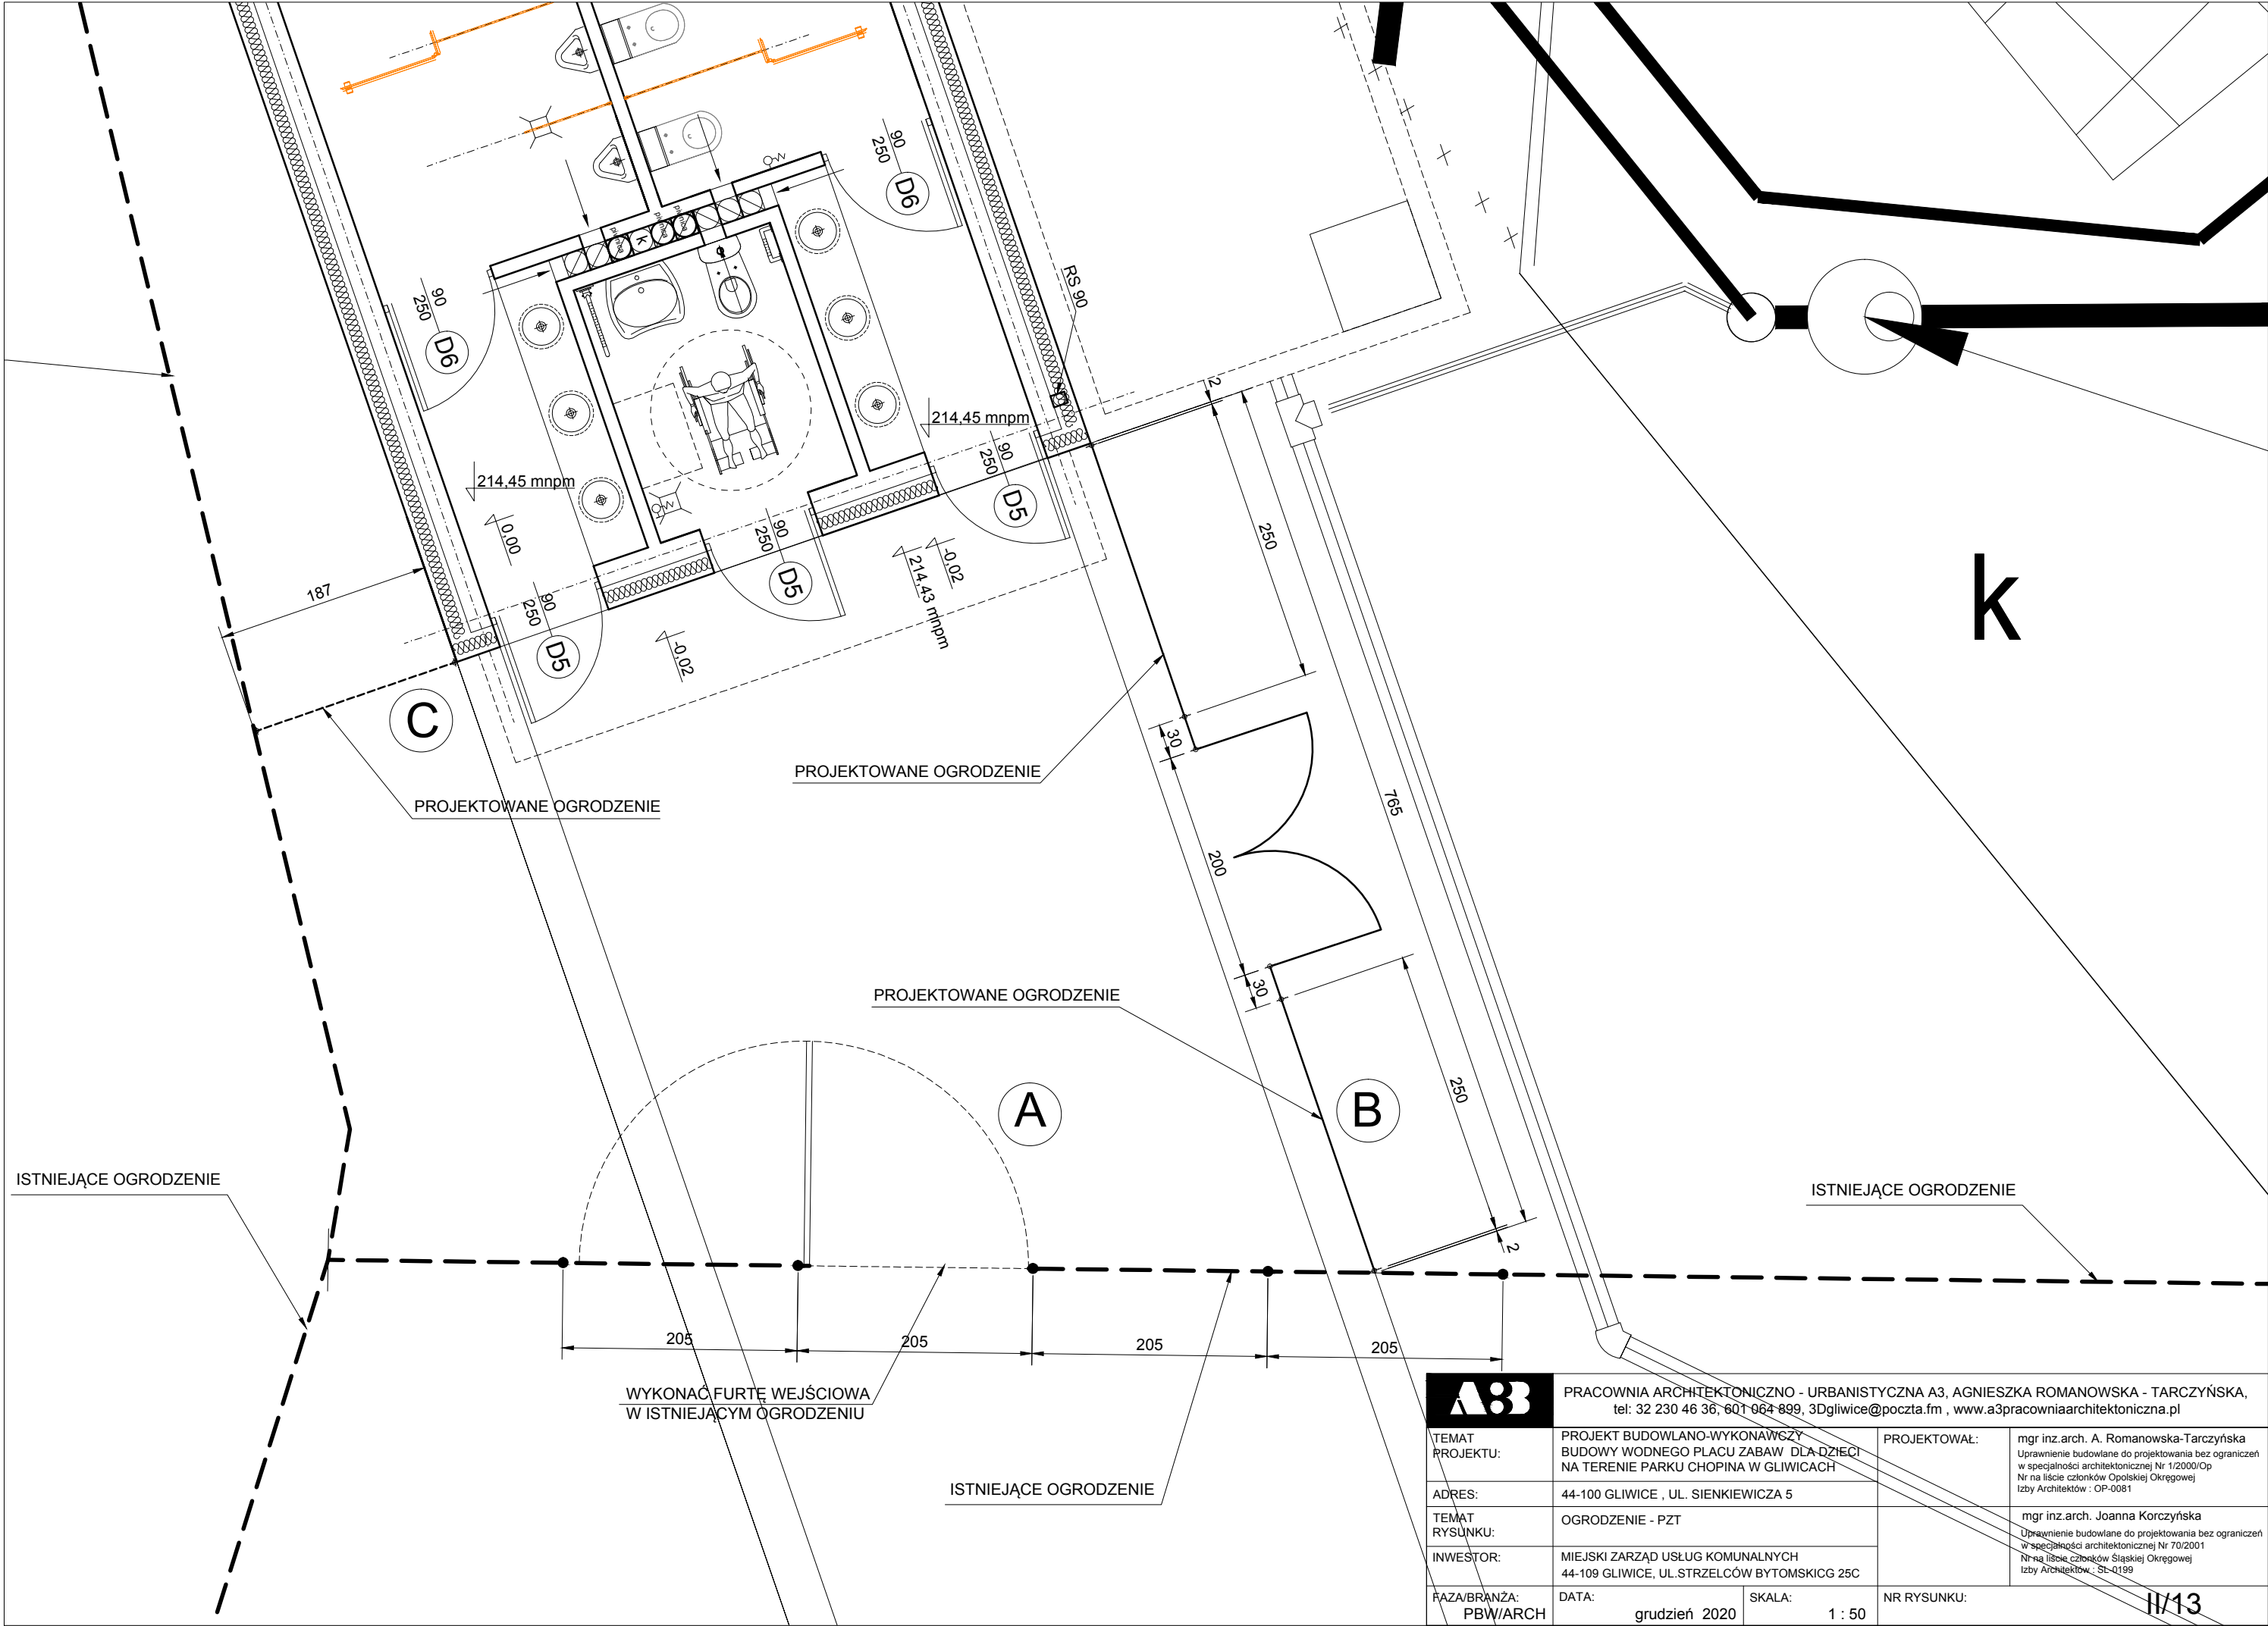 90
250
D6
pionnica
pionnica
k
pionnica
90
250
D6
RS 90
2
214,45 mnpm
90
250
D5
214,45 mnpm
0,00
90
250
D5
-0,02
214,43 mnpm
250
k
187
90
250
D5
-0,02
C
30
PROJEKTOWANE OGRODZENIE
PROJEKTOWANE OGRODZENIE
765
200
30
PROJEKTOWANE OGRODZENIE
A
B
250
ISTNIEJĄCE OGRODZENIE
ISTNIEJĄCE OGRODZENIE
2
205
205
205
205
WYKONAĆ FURTĘ WEJŚCIOWA
W ISTNIEJĄCYM OGRODZENIU
ISTNIEJĄCE OGRODZENIE
A3
PRACOWNIA ARCHITEKTONICZNO - URBANISTYCZNA A3, AGNIESZKA ROMANOWSKA - TARCZYŃSKA,
tel: 32 230 46 36, 601 064 899, 3Dgliwice@poczta.fm , www.a3pracowniaarchitektoniczna.pl
TEMAT
PROJEKTU:
PROJEKT BUDOWLANO-WYKONAWCZY
BUDOWY WODNEGO PLACU ZABAW DLA DZIECI
NA TERENIE PARKU CHOPINA W GLIWICACH
PROJEKTOWAŁ:
mgr inz.arch. A. Romanowska-Tarczyńska
Uprawnienie budowlane do projektowania bez ograniczeń
w specjalności architektonicznej Nr 1/2000/Op
Nr na liście członków Opolskiej Okręgowej
Izby Architektów : OP-0081
ADRES:
44-100 GLIWICE , UL. SIENKIEWICZA 5
TEMAT
RYSUNKU:
OGRODZENIE - PZT
mgr inz.arch. Joanna Korczyńska
Uprawnienie budowlane do projektowania bez ograniczeń
w specjalności architektonicznej Nr 70/2001
Nr na liście członków Śląskiej Okręgowej
Izby Architektów : SL-0199
INWESTOR:
MIEJSKI ZARZĄD USŁUG KOMUNALNYCH
44-109 GLIWICE, UL.STRZELCÓW BYTOMSKICG 25C
FAZA/BRANŻA:
PBW/ARCH
DATA:
grudzień 2020
SKALA:
1 : 50
NR RYSUNKU:
II/13